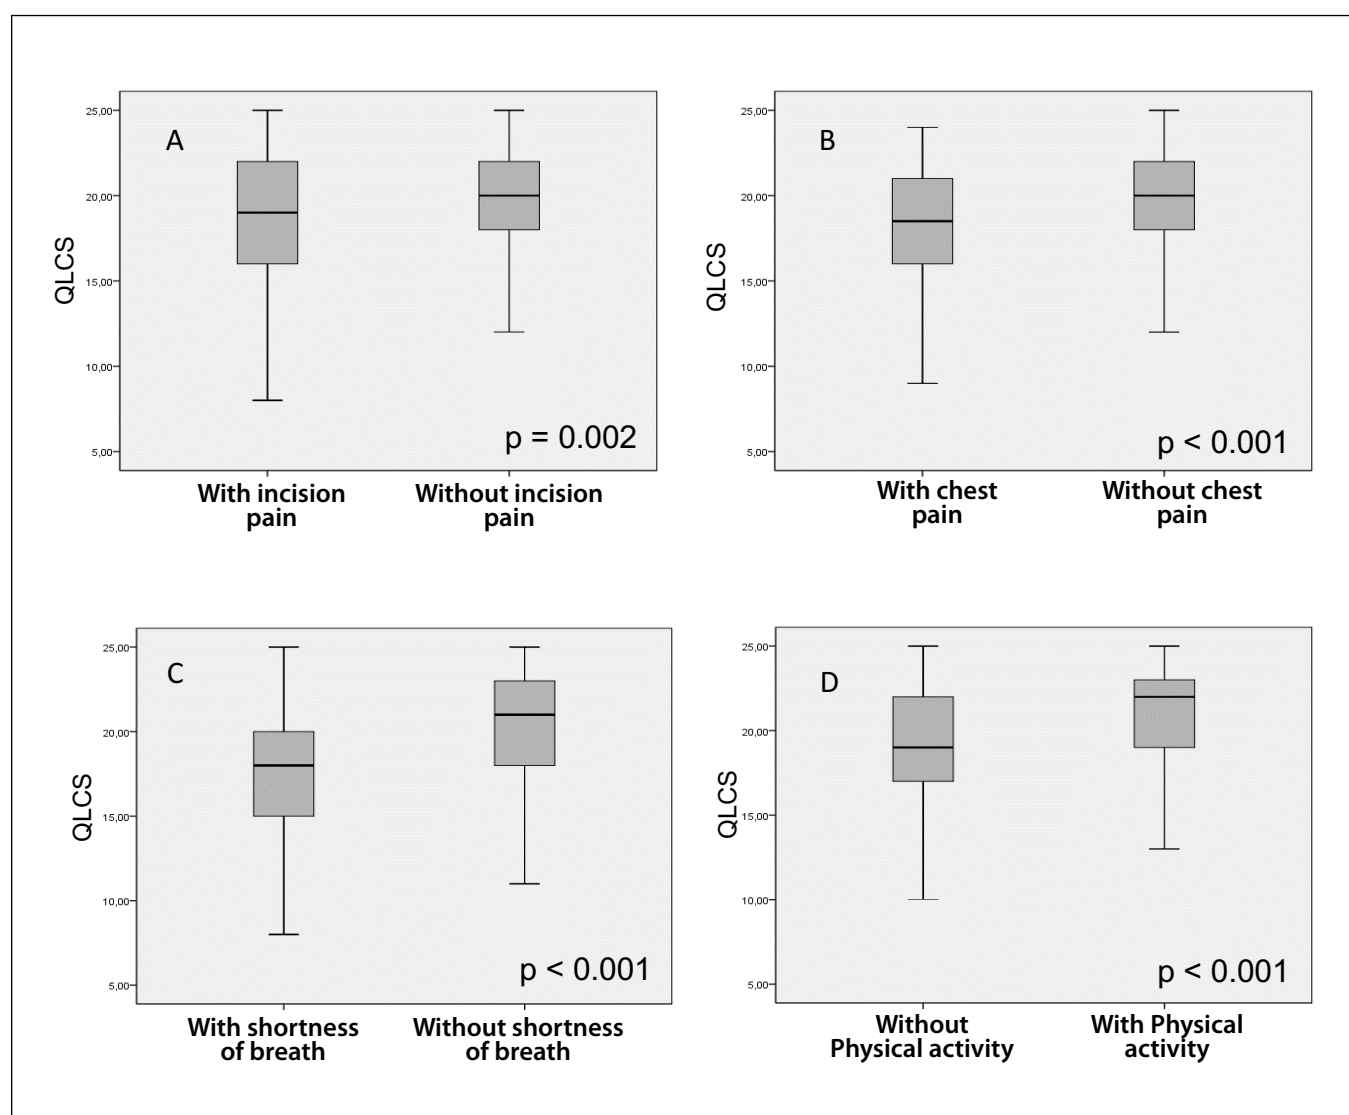 A
25,00
20,00
15,00
10,00
5,00
QLCS
p = 0.002
With incision
pain
Without incision
pain
B
25,00
20,00
15,00
10,00
5,00
QLCS
p < 0.001
With chest
pain
Without chest
pain
C
25,00
20,00
15,00
10,00
5,00
QLCS
p < 0.001
With shortness
of breath
Without shortness
of breath
D
25,00
20,00
15,00
10,00
5,00
QLCS
p < 0.001
Without
Physical activity
With Physical
activity